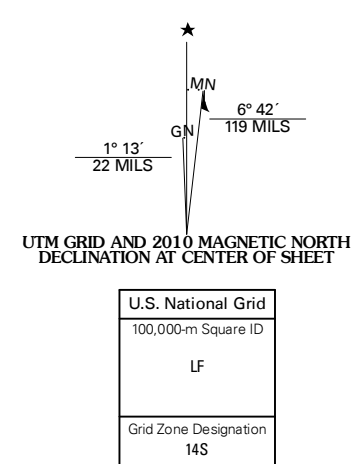 ★
MN
GN
6° 42´
119 MILS
1° 13´
22 MILS
UTM GRID AND 2010 MAGNETIC NORTH
DECLINATION AT CENTER OF SHEET
U.S. National Grid
100,000-m Square ID
LF
Grid Zone Designation
14S